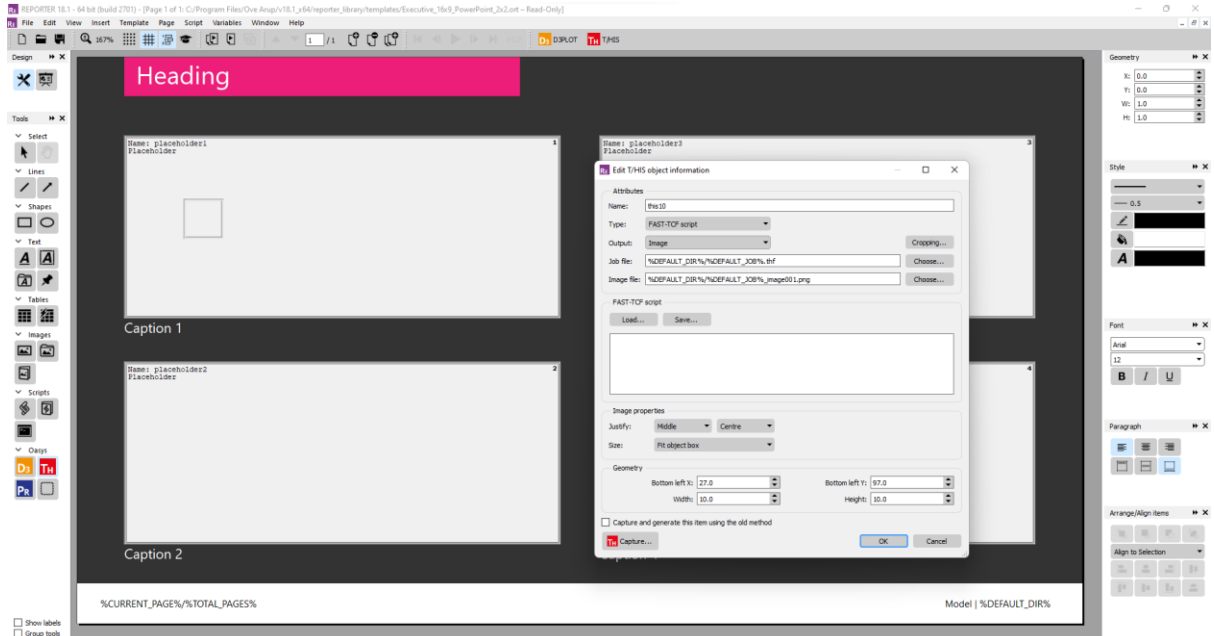 REPORTER 18.1 - 64 bit (build 2701) - [Page 1 of 1: C:/Program Files/Ove Arup/v18.1_x64/reporter_library/templates/Executive_16x9_PowerPoint_2x2.ort – Read-Only]
File Edit View Insert Template Page Script Variables Window Help
167% 1 /1 D3PLOT T/HIS
Design
Tools
Select
Lines
Shapes
Text
Tables
Images
Scripts
Oasys
Show labels
Group tools
Heading
Name: placeholder1 1
Placeholder
Caption 1
Name: placeholder2 2
Placeholder
Caption 2
Name: placeholder3 3
Placeholder
4
%CURRENT_PAGE%/%TOTAL_PAGES%
Model | %DEFAULT_DIR%
Edit T/HIS object information
Attributes
Name: this10
Type: FAST-TCF script
Output: Image Cropping...
Job file: %DEFAULT_DIR%/%DEFAULT_JOB%.thf Choose...
Image file: %DEFAULT_DIR%/%DEFAULT_JOB%_image001.png Choose...
FAST-TCF script
Load... Save...
Image properties
Justify: Middle Centre
Size: Fit object box
Geometry
Bottom left X: 27.0 Bottom left Y: 97.0
Width: 10.0 Height: 10.0
Capture and generate this item using the old method
Capture... OK Cancel
Geometry
X: 0.0
Y: 0.0
W: 1.0
H: 1.0
Style
0.5
Font
Arial
12
B I U
Paragraph
Arrange/Align items
Align to Selection